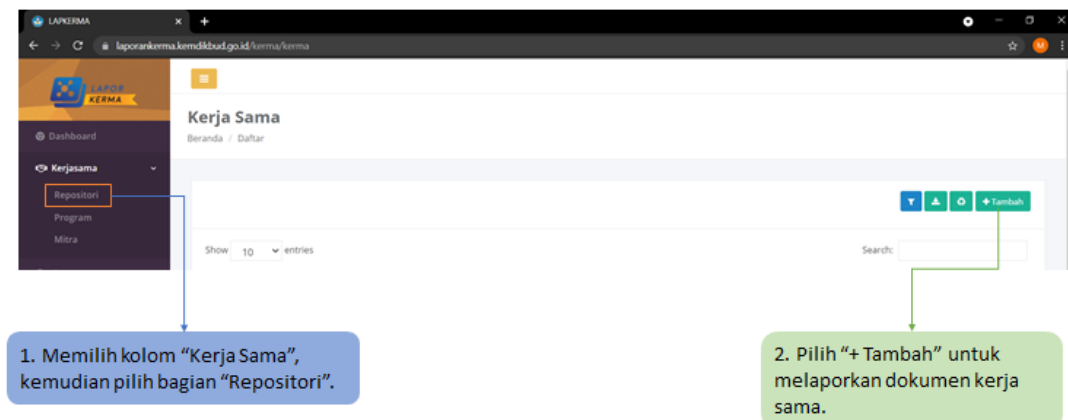 LAPKERMA
laporankerma.kemdikbud.go.id/kerma/kerma
M
LAPOR
KERMA
Kerja Sama
Beranda / Daftar
Dashboard
Kerjasama
Repositori
Program
Mitra
+Tambah
Show 10 entries
Search:
1. Memilih kolom “Kerja Sama”,
kemudian pilih bagian “Repositori”.
2. Pilih “+ Tambah” untuk
melaporkan dokumen kerja
sama.